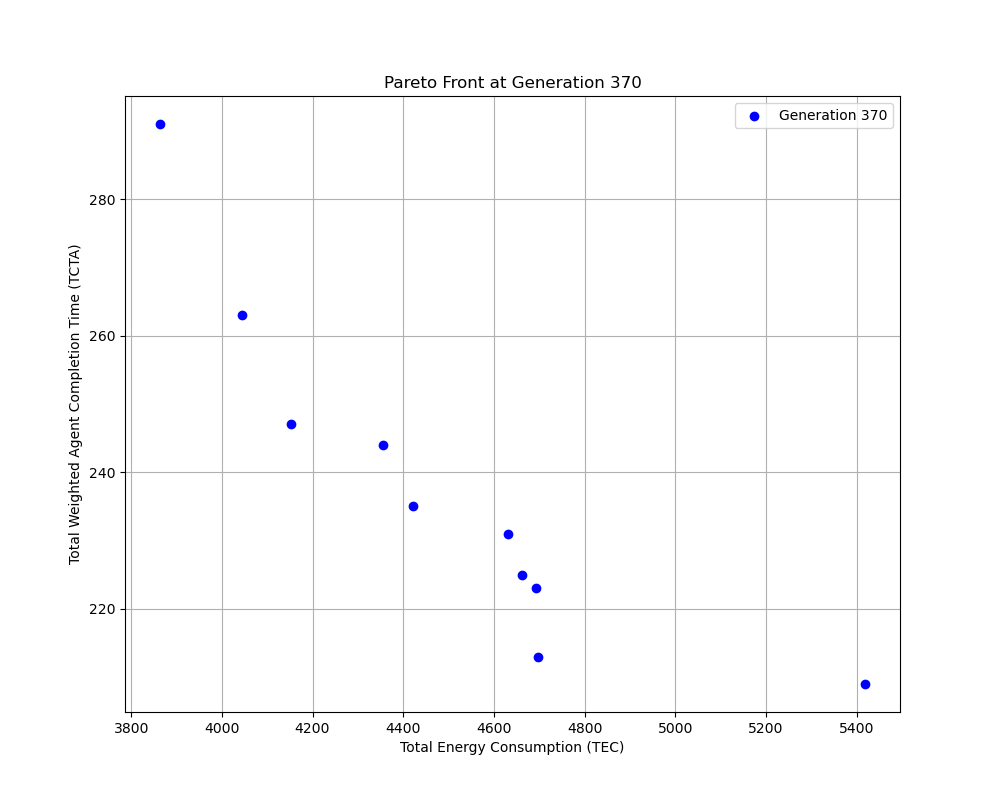 Pareto Front at Generation 370
Generation 370
280
260
240
220
Total Weighted Agent Completion Time (TCTA)
3800 4000 4200 4400 4600 4800 5000 5200 5400
Total Energy Consumption (TEC)